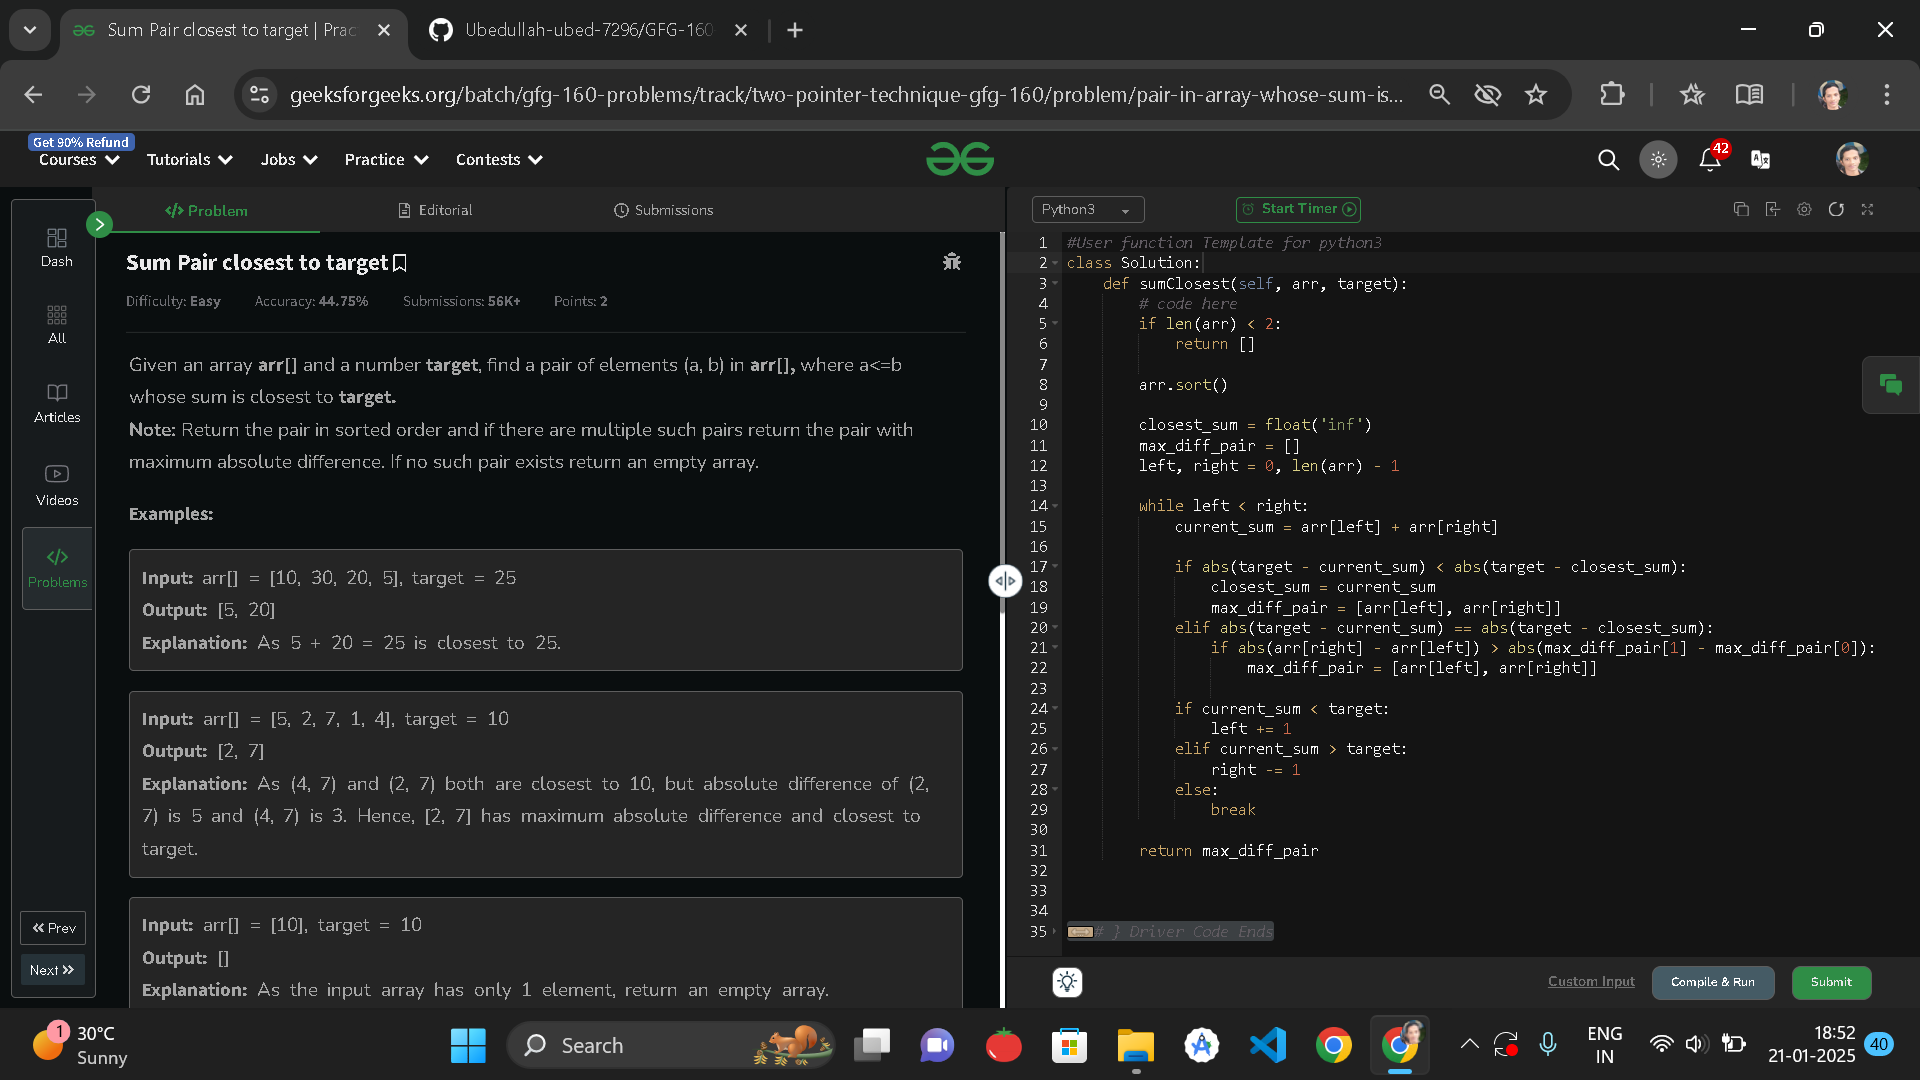 Sum Pair closest to target | Prac
Ubedullah-ubed-7296/GFG-160
geeksforgeeks.org/batch/gfg-160-problems/track/two-pointer-technique-gfg-160/problem/pair-in-array-whose-sum-is...
Get 90% Refund
Courses
Tutorials
Jobs
Practice
Contests
42
Dash
All
Articles
Videos
Problems
Prev
Next
Problem
Editorial
Submissions
Sum Pair closest to target
Difficulty: Easy Accuracy: 44.75% Submissions: 56K+ Points: 2
Given an array arr[] and a number target, find a pair of elements (a, b) in arr[], where a<=b
whose sum is closest to target.
Note: Return the pair in sorted order and if there are multiple such pairs return the pair with
maximum absolute difference. If no such pair exists return an empty array.
Examples:
Input: arr[] = [10, 30, 20, 5], target = 25
Output: [5, 20]
Explanation: As 5 + 20 = 25 is closest to 25.
Input: arr[] = [5, 2, 7, 1, 4], target = 10
Output: [2, 7]
Explanation: As (4, 7) and (2, 7) both are closest to 10, but absolute difference of (2,
7) is 5 and (4, 7) is 3. Hence, [2, 7] has maximum absolute difference and closest to
target.
Input: arr[] = [10], target = 10
Output: []
Explanation: As the input array has only 1 element, return an empty array.
Python3
Start Timer
1 #User function Template for python3
2 class Solution:
3 def sumClosest(self, arr, target):
4 # code here
5 if len(arr) < 2:
6 return []
7
8 arr.sort()
9
10 closest_sum = float('inf')
11 max_diff_pair = []
12 left, right = 0, len(arr) - 1
13
14 while left < right:
15 current_sum = arr[left] + arr[right]
16
17 if abs(target - current_sum) < abs(target - closest_sum):
18 closest_sum = current_sum
19 max_diff_pair = [arr[left], arr[right]]
20 elif abs(target - current_sum) == abs(target - closest_sum):
21 if abs(arr[right] - arr[left]) > abs(max_diff_pair[1] - max_diff_pair[0]):
22 max_diff_pair = [arr[left], arr[right]]
23
24 if current_sum < target:
25 left += 1
26 elif current_sum > target:
27 right -= 1
28 else:
29 break
30
31 return max_diff_pair
32
33
34
35 # } Driver Code Ends
Custom Input
Compile & Run
Submit
1
30°C
Sunny
Search
ENG
IN
18:52
21-01-2025
40